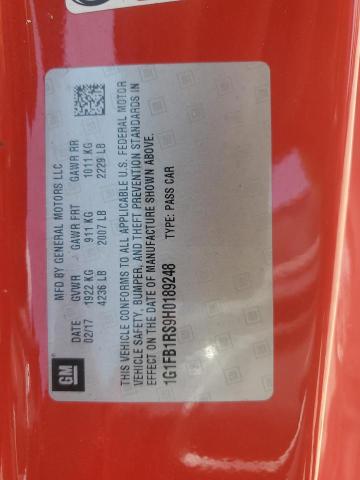 GM
MFD BY GENERAL MOTORS LLC
DATE GVWR GAWR FRT GAWR RR
02/17 1922 KG 911 KG 1011 KG
4236 LB 2007 LB 2229 LB
THIS VEHICLE CONFORMS TO ALL APPLICABLE U.S. FEDERAL MOTOR
VEHICLE SAFETY, BUMPER, AND THEFT PREVENTION STANDARDS IN
EFFECT ON THE DATE OF MANUFACTURE SHOWN ABOVE.
1G1FB1RS9H0189248 TYPE: PASS CAR